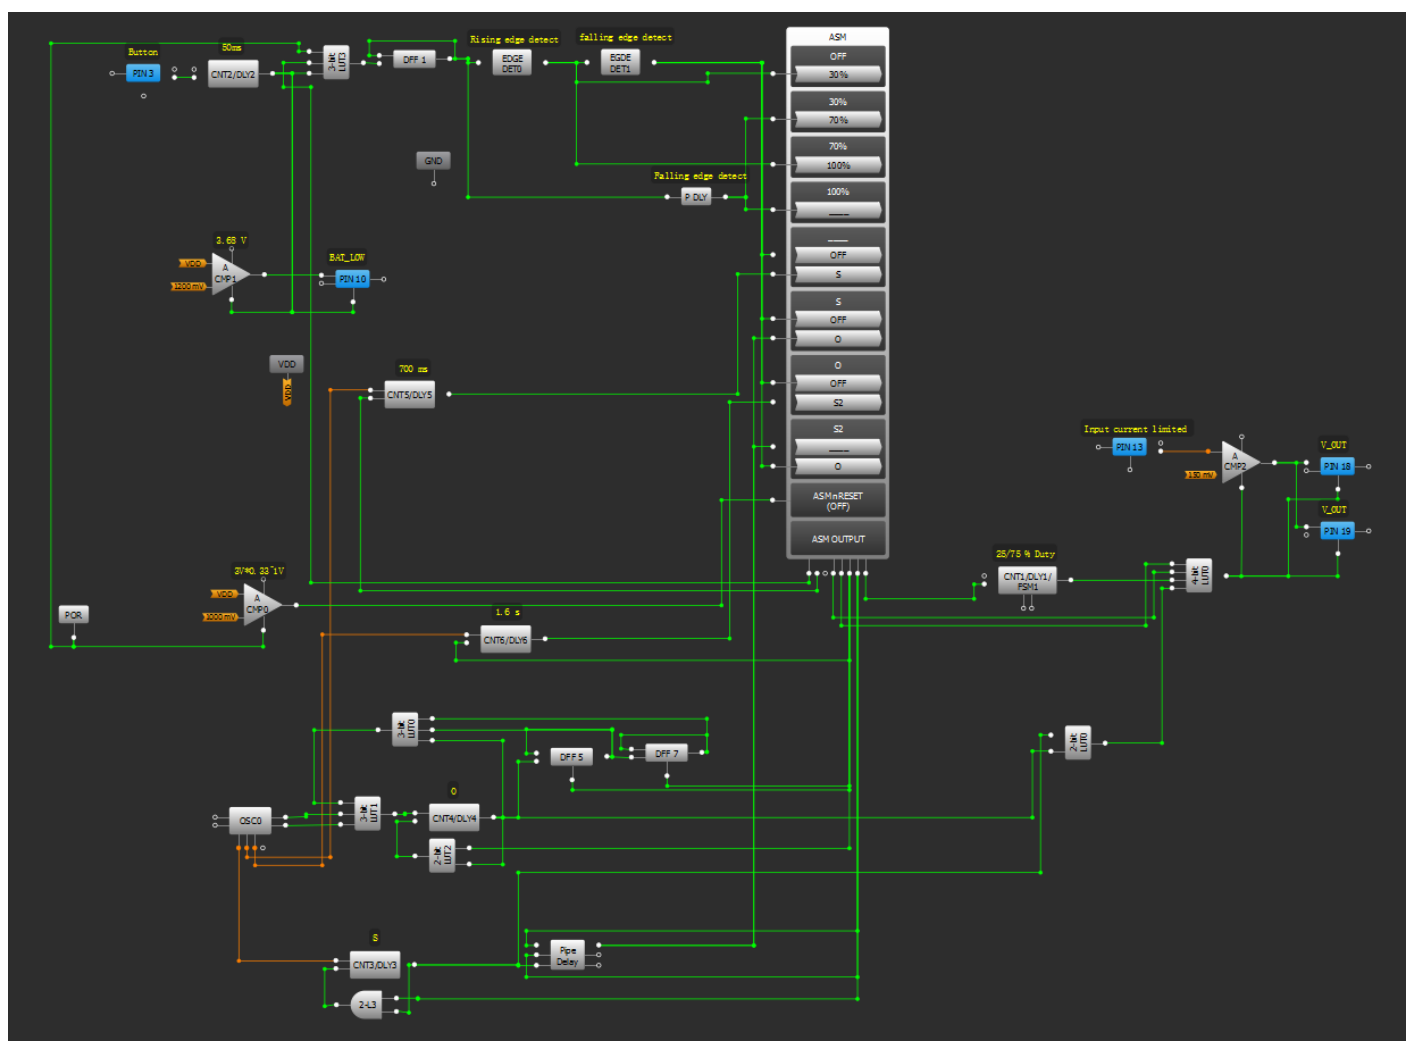 Button
PIN 3
50ms
CNT2/DLY2
3-bit
LUT3
DFF 1
Rising edge detect
EDGE
DET0
falling edge detect
EGDE
DET1
GND
Falling edge detect
P DLY
3.68 V
VDD
1200 mV
A
CMP1
BAT_LOW
PIN 10
VDD
VDD
700 ms
CNT5/DLY5
ASM
OFF
30%
30%
70%
70%
100%
100%
____
____
OFF
S
S
OFF
O
O
OFF
S2
S2
____
O
ASM nRESET
(OFF)
ASM OUTPUT
Input current limited
PIN 13
150 mV
A
CMP2
V_OUT
PIN 18
V_OUT
PIN 19
25/75 % Duty
CNT1/DLY1/
FSM1
4-bit
LUT0
3V*0.33~1V
VDD
1000 mV
A
CMP0
POR
1.6 s
CNT6/DLY6
3-bit
LUT0
DFF 5
DFF 7
2-bit
LUT0
OSC0
3-bit
LUT1
O
CNT4/DLY4
2-bit
LUT2
S
CNT3/DLY3
2-L3
Pipe
Delay